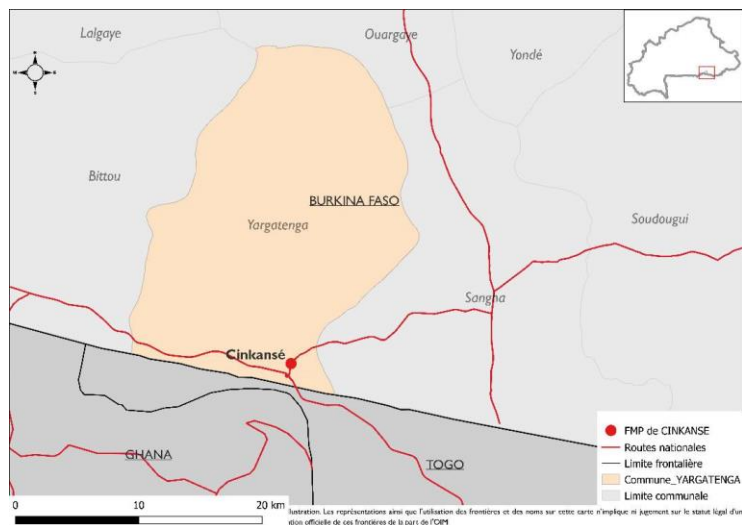 Lalgaye
Ouargaye
Yondé
Bittou
BURKINA FASO
Yargatenga
Soudougui
Sangha
Cinkansé
GHANA
TOGO
FMP de CINKANSE
Routes nationales
Limite frontalière
Commune_YARGATENGA
Limite communale
0 10 20 km
illustration. Les représentations ainsi que l'utilisation des frontières et des noms sur cette carte n'implique ni jugement sur le statut légal d'un
tion officielle de ces frontières de la part de l'OIM